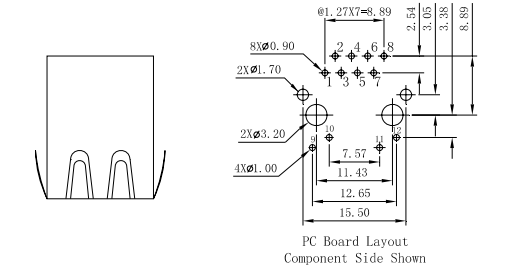 @1.27X7=8.89
2.54
3.05
3.38
8.89
8XØ0.90
2 4 6 8
2XØ1.70
1 3 5 7
2XØ3.20
9 10 11 12
4XØ1.00
7.57
11.43
12.65
15.50
PC Board Layout
Component Side Shown